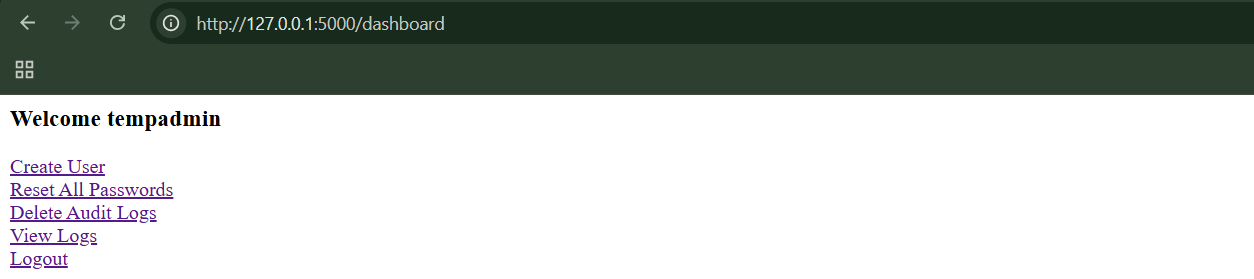 http://127.0.0.1:5000/dashboard
Welcome tempadmin
Create User
Reset All Passwords
Delete Audit Logs
View Logs
Logout